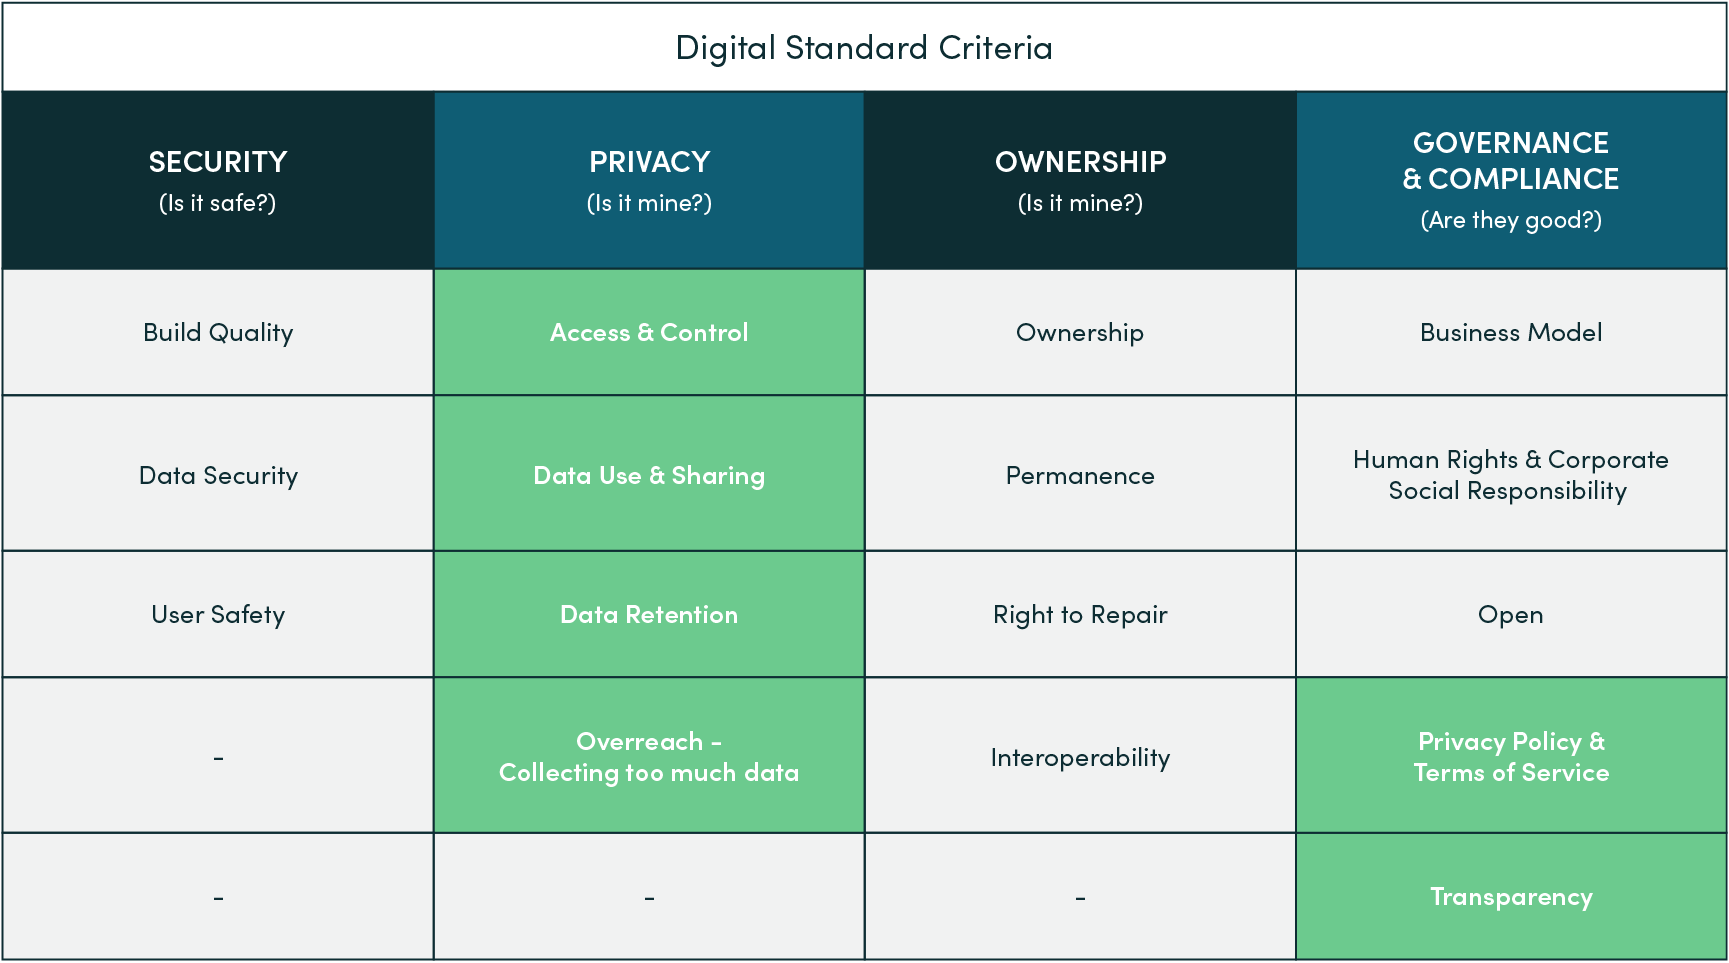 Digital Standard Criteria
SECURITY
(Is it safe?)
PRIVACY
(Is it mine?)
OWNERSHIP
(Is it mine?)
GOVERNANCE
& COMPLIANCE
(Are they good?)
Build Quality
Access & Control
Ownership
Business Model
Data Security
Data Use & Sharing
Permanence
Human Rights & Corporate
Social Responsibility
User Safety
Data Retention
Right to Repair
Open
-
Overreach -
Collecting too much data
Interoperability
Privacy Policy &
Terms of Service
-
-
-
Transparency